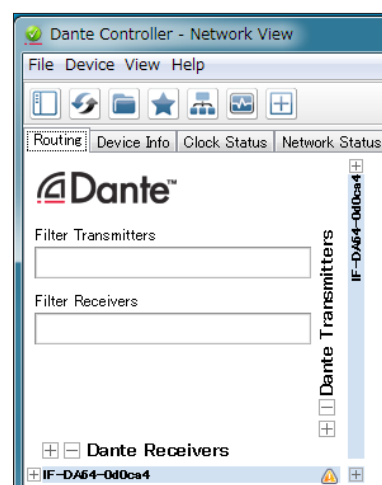 Dante Controller - Network View
File Device View Help
Routing Device Info Clock Status Network Status
Dante™
Filter Transmitters
Filter Receivers
Dante Transmitters
IF-DA64-0d0ca4
Dante Receivers
IF-DA64-0d0ca4